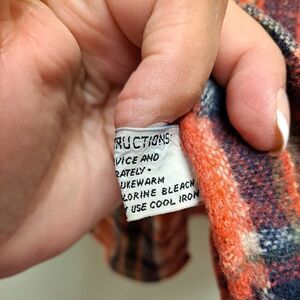 RUCTIONS
VICE AND
RATELY-
UKEWARM
LORINE BLEACH
USE COOL IRON